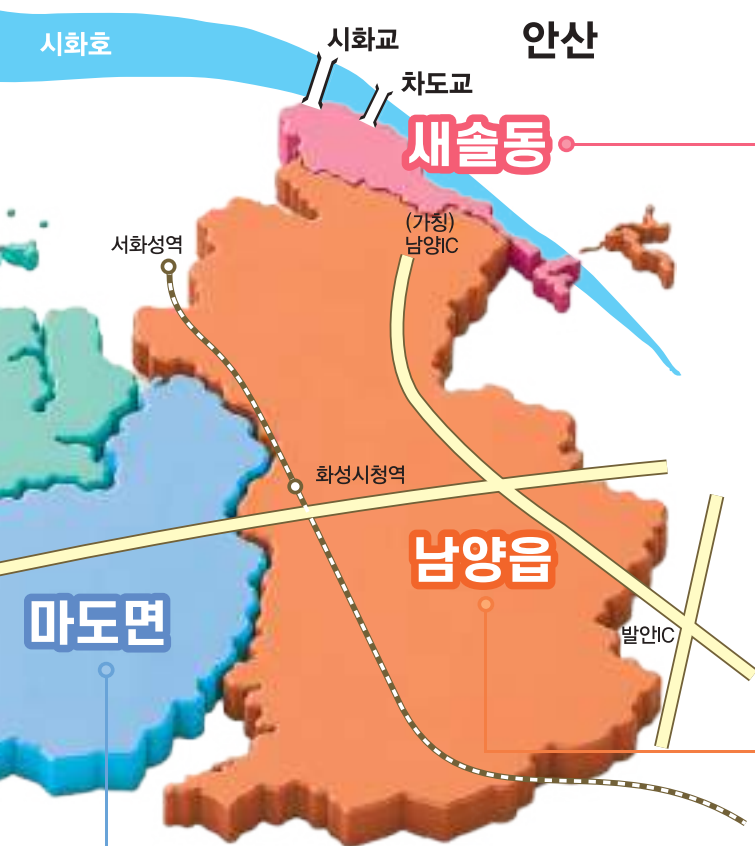 시화호
시화교
안산
차도교
새솔동
(가칭)
남양IC
서화성역
화성시청역
남양읍
마도면
발안IC